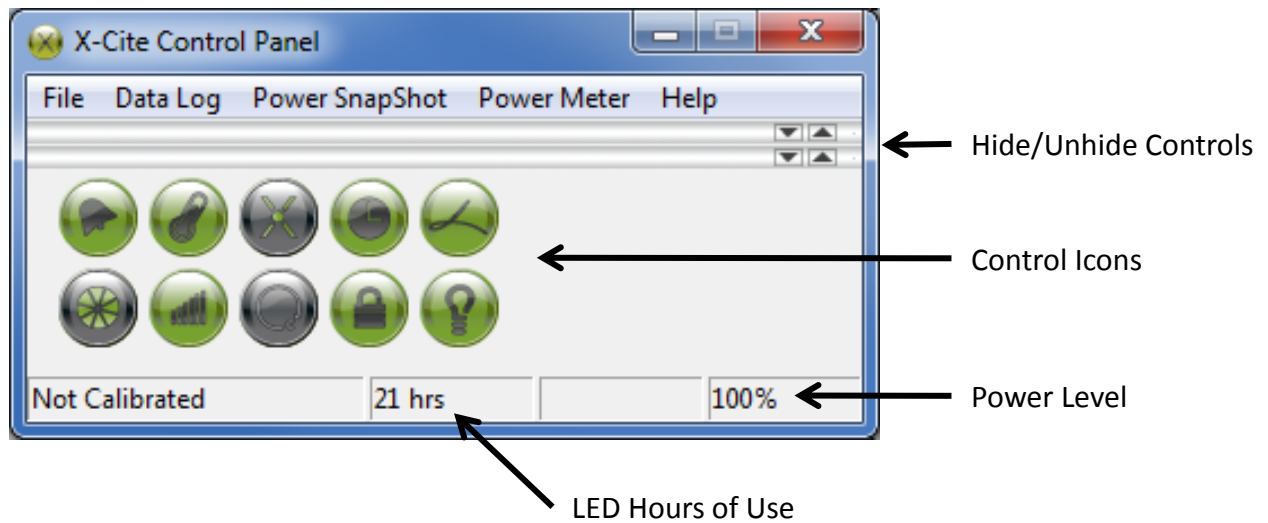 X-Cite Control Panel
File Data Log Power SnapShot Power Meter Help
Hide/Unhide Controls
Control Icons
Not Calibrated 21 hrs 100% Power Level
LED Hours of Use